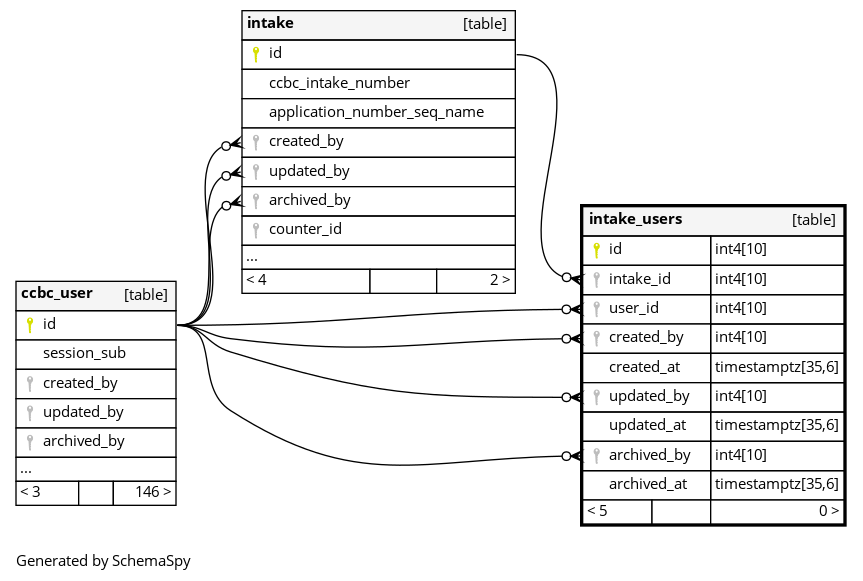 intake [table]
id
ccbc_intake_number
application_number_seq_name
created_by
updated_by
archived_by
counter_id
...
< 4 2 >
ccbc_user [table]
id
session_sub
created_by
updated_by
archived_by
...
< 3 146 >
intake_users [table]
id int4[10]
intake_id int4[10]
user_id int4[10]
created_by int4[10]
created_at timestamptz[35,6]
updated_by int4[10]
updated_at timestamptz[35,6]
archived_by int4[10]
archived_at timestamptz[35,6]
< 5 0 >
Generated by SchemaSpy